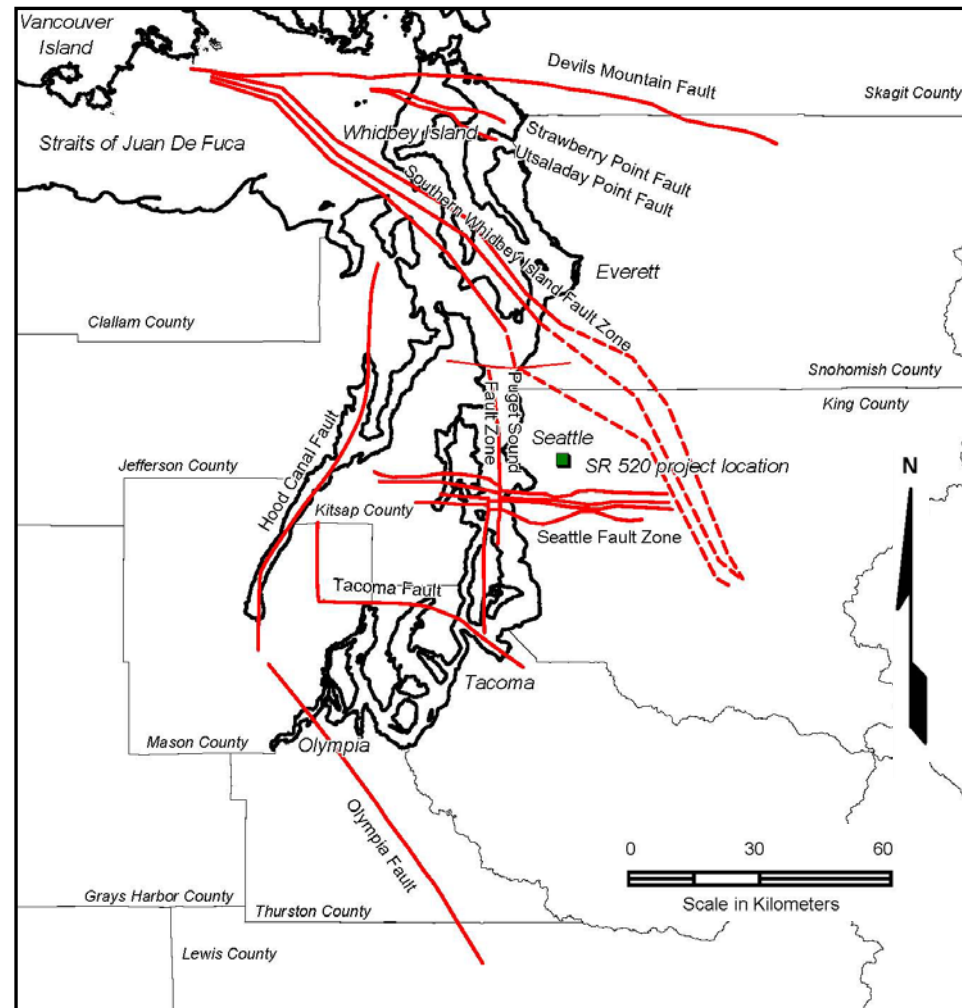 Vancouver
Island
Devils Mountain Fault
Skagit County
Whidbey Island
Straits of Juan De Fuca
Strawberry Point Fault
Utsaladay Point Fault
Southern Whidbey Island Fault Zone
Everett
Clallam County
Snohomish County
King County
Puget Sound
Fault Zone
Seattle
SR 520 project location
Jefferson County
Hood Canal Fault
N
Kitsap County
Seattle Fault Zone
Tacoma Fault
Tacoma
Mason County
Olympia
Olympia Fault
0 30 60
Scale in Kilometers
Grays Harbor County
Thurston County
Lewis County